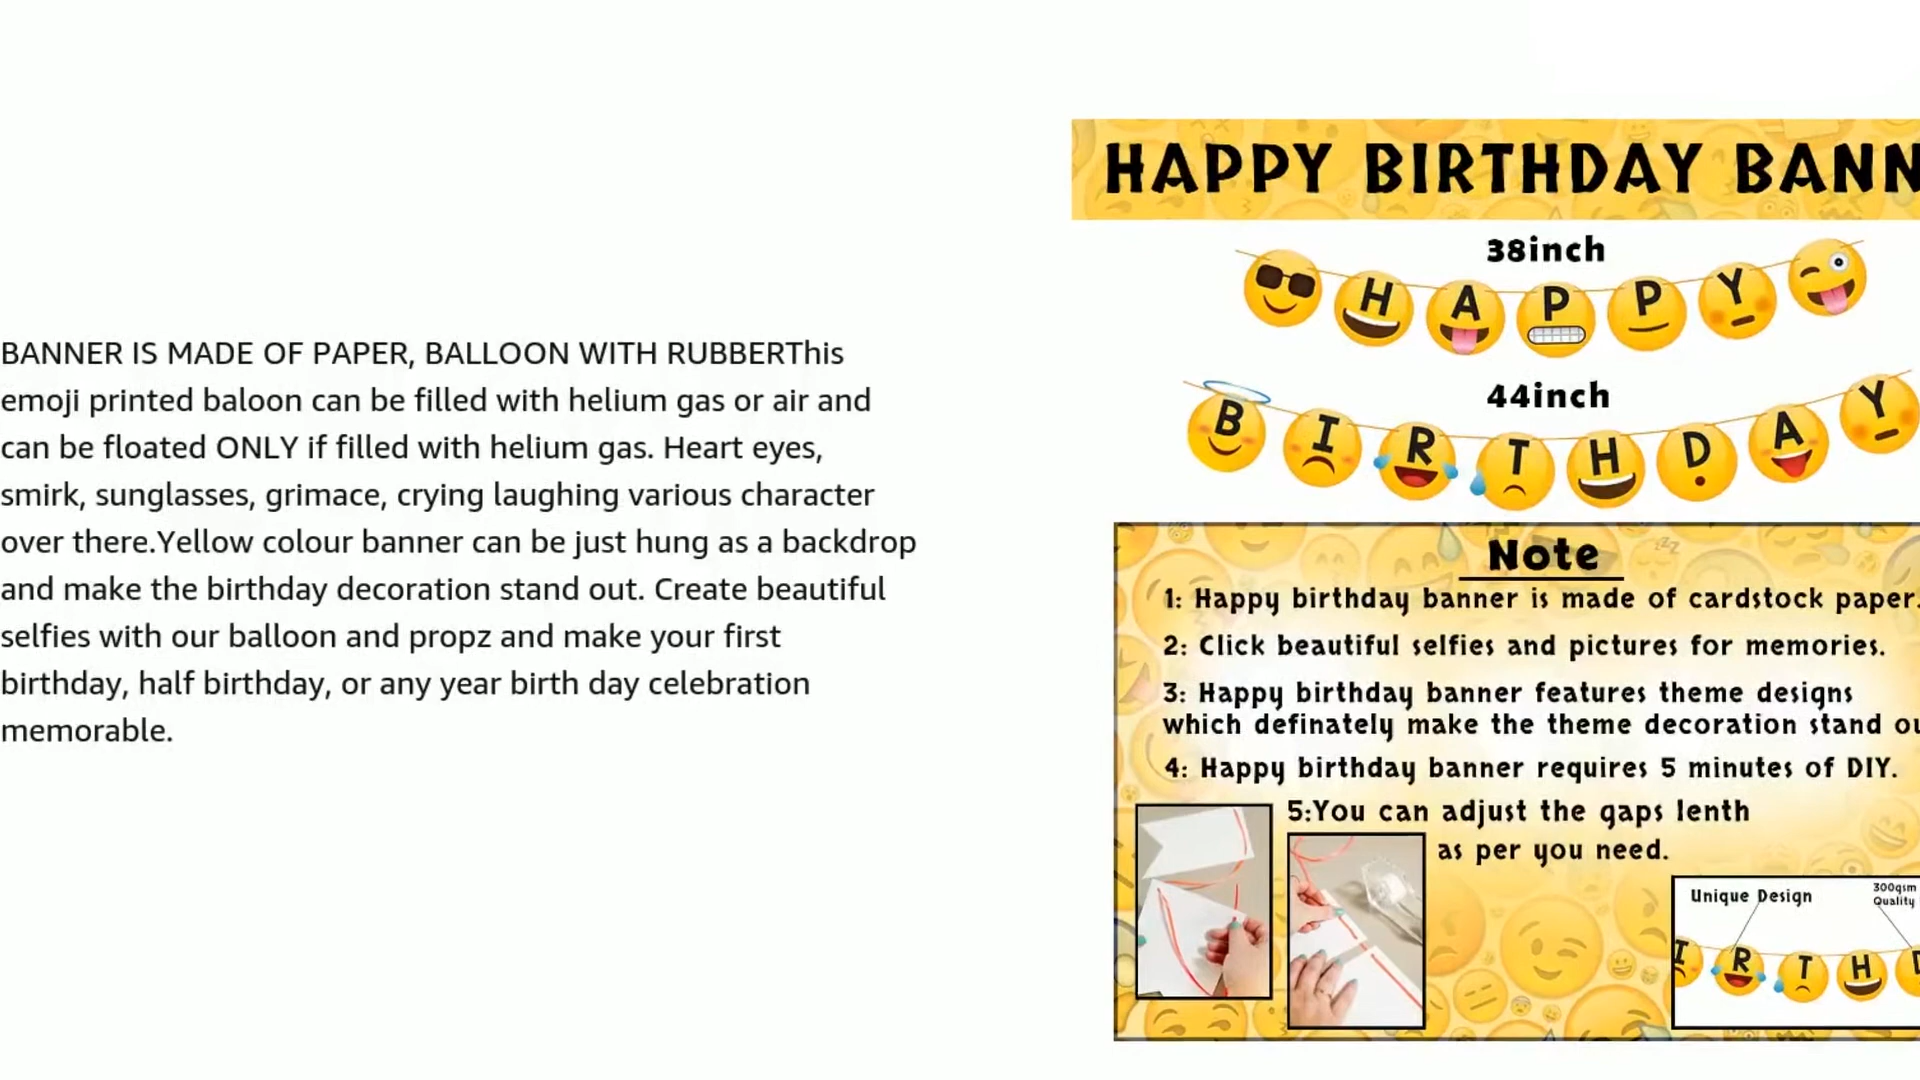 BANNER IS MADE OF PAPER, BALLOON WITH RUBBERThis
emoji printed baloon can be filled with helium gas or air and
can be floated ONLY if filled with helium gas. Heart eyes,
smirk, sunglasses, grimace, crying laughing various character
over there.Yellow colour banner can be just hung as a backdrop
and make the birthday decoration stand out. Create beautiful
selfies with our balloon and propz and make your first
birthday, half birthday, or any year birth day celebration
memorable.
HAPPY BIRTHDAY BANN
38inch
HAPPY
44inch
BIRTHDAY
Note
1: Happy birthday banner is made of cardstock paper.
2: Click beautiful selfies and pictures for memories.
3: Happy birthday banner features theme designs
which definately make the theme decoration stand ou
4: Happy birthday banner requires 5 minutes of DIY.
5:You can adjust the gaps lenth
as per you need.
Unique Design
300gsm
Quality
I R T H D